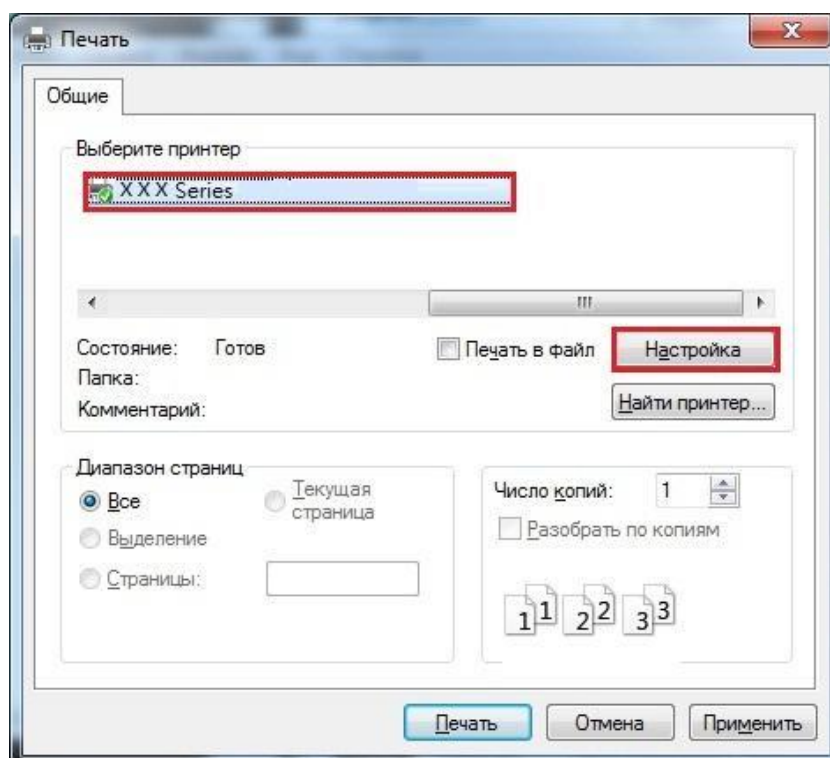 Печать
Общие
Выберите принтер
X X X Series
Состояние: Готов
Печать в файл
Настройка
Папка:
Комментарий:
Найти принтер...
Диапазон страниц
Все
Текущая страница
Выделение
Страницы:
Число копий: 1
Разобрать по копиям
1 1 2 2 3 3
Печать
Отмена
Применить